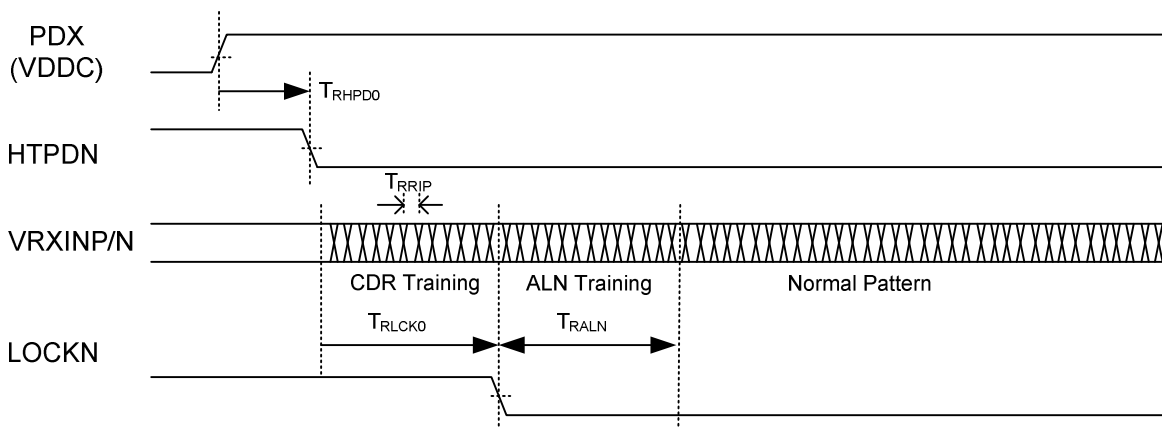 PDX
(VDDC)
TRHPD0
HTPDN
TRRIP
VRXINP/N
CDR Training
ALN Training
Normal Pattern
TRLCK0
TRALN
LOCKN